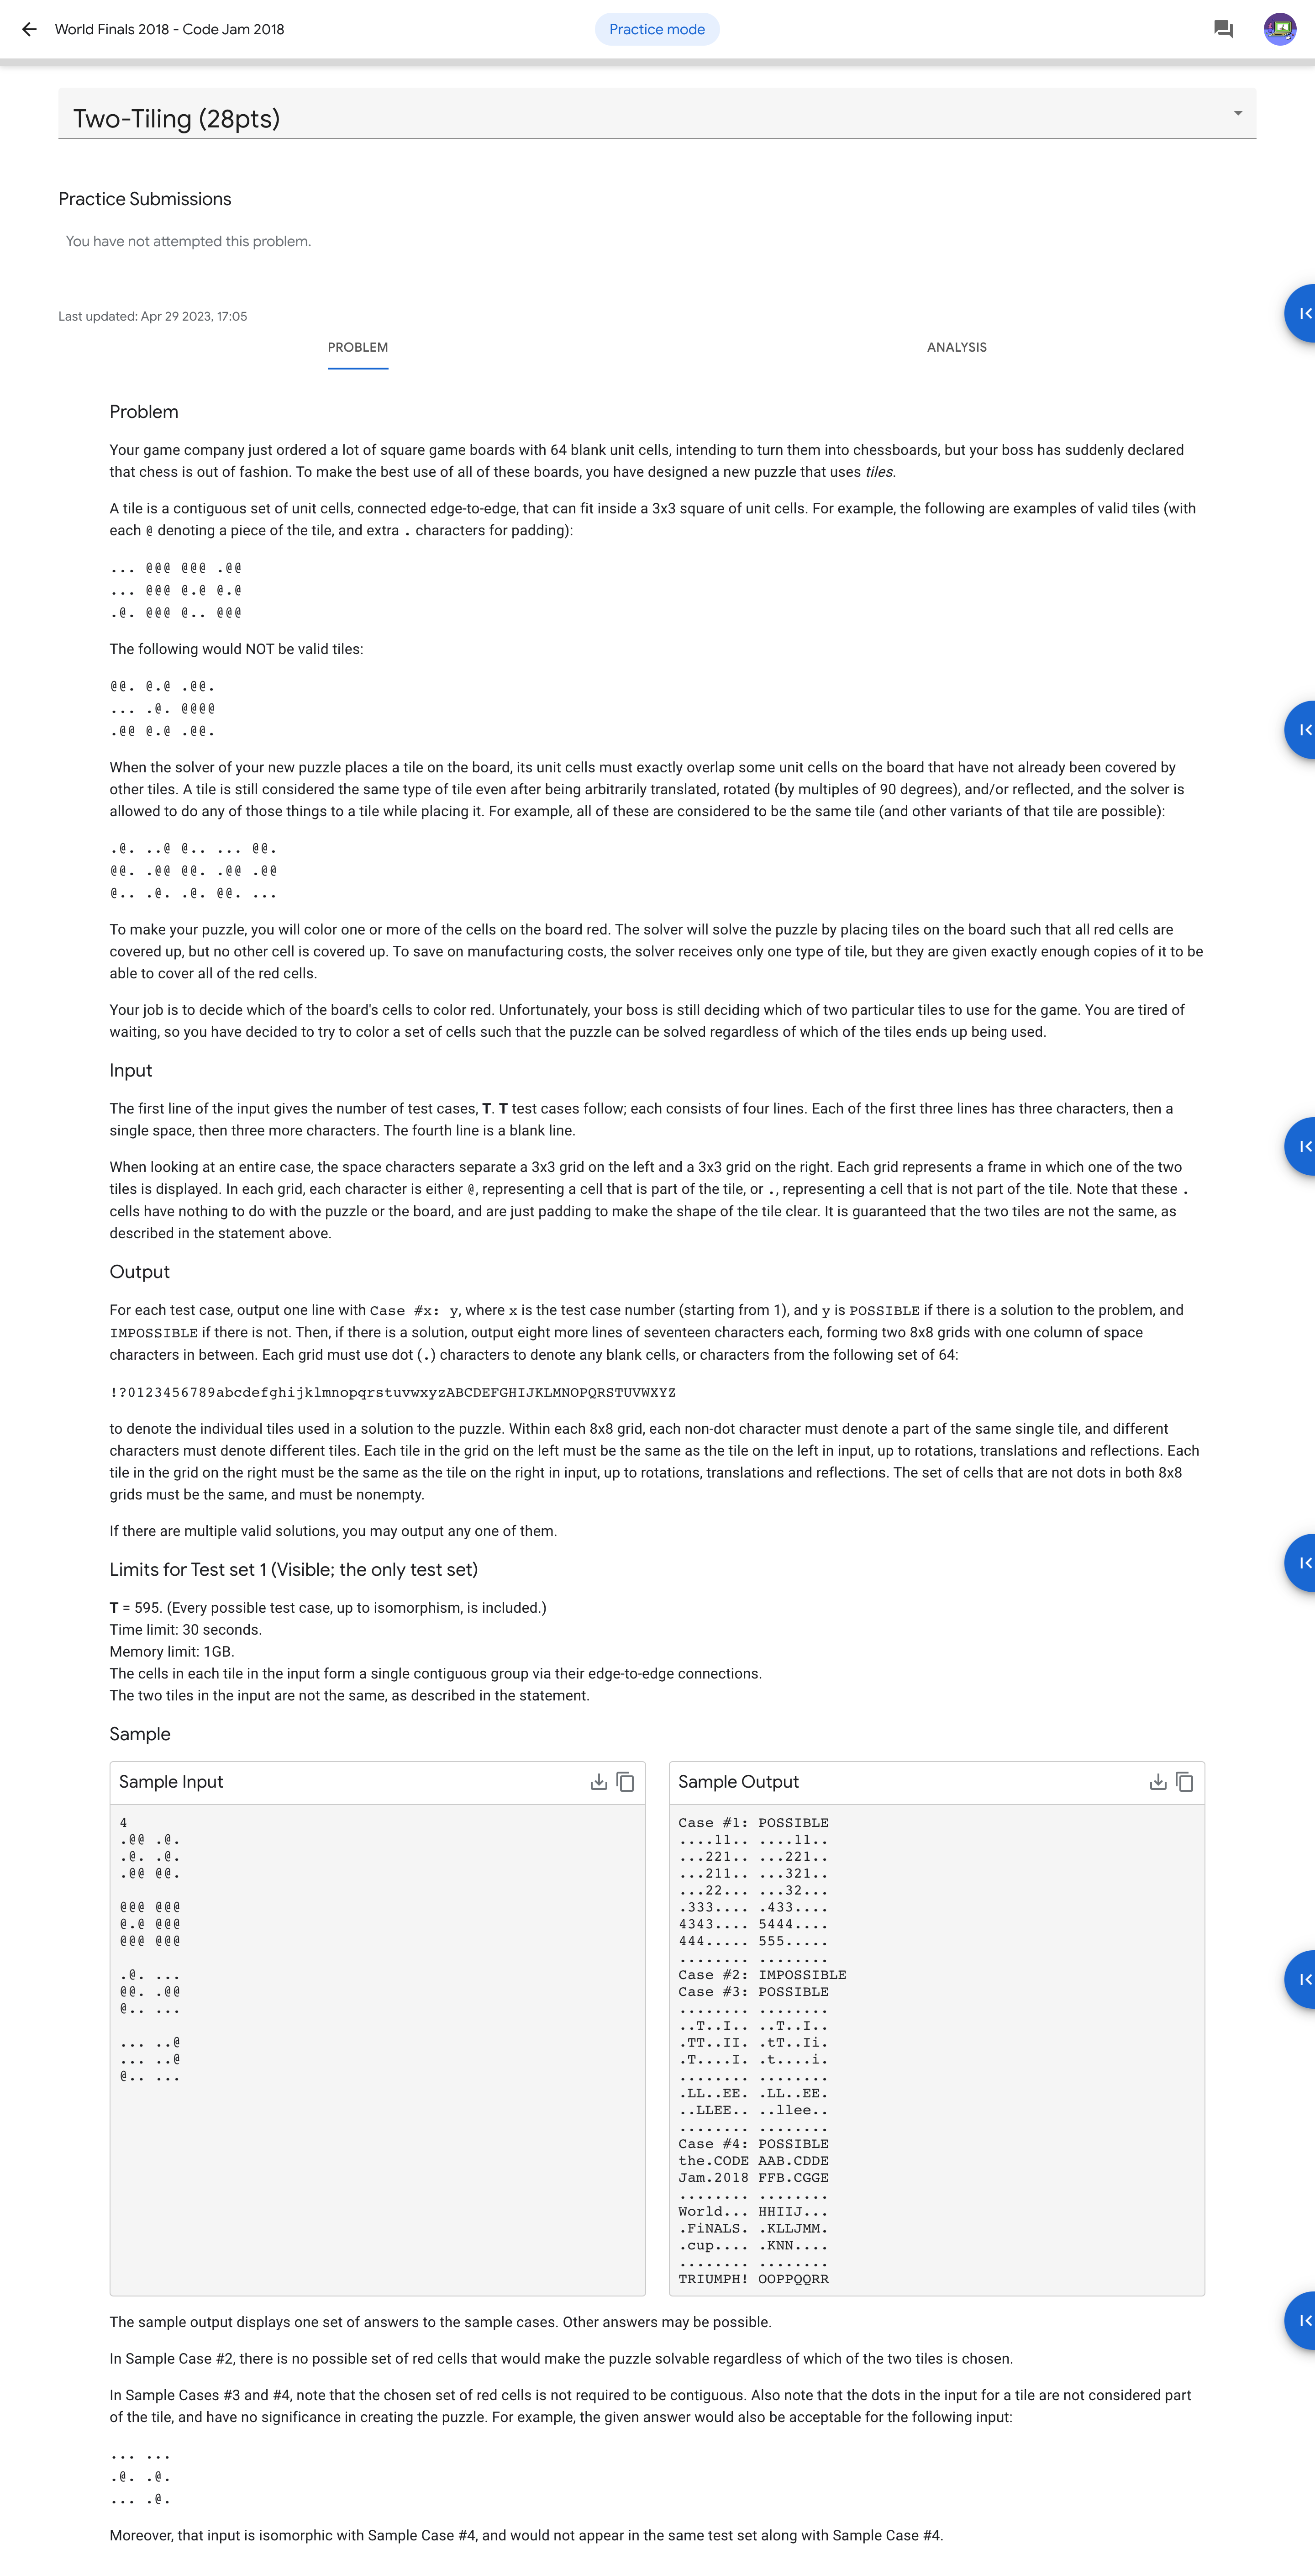 World Finals 2018 - Code Jam 2018
Practice mode
Two-Tiling (28pts)
Practice Submissions
You have not attempted this problem.
Last updated: Apr 29 2023, 17:05
PROBLEM
ANALYSIS
Problem
Your game company just ordered a lot of square game boards with 64 blank unit cells, intending to turn them into chessboards, but your boss has suddenly declared
that chess is out of fashion. To make the best use of all of these boards, you have designed a new puzzle that uses tiles.
A tile is a contiguous set of unit cells, connected edge-to-edge, that can fit inside a 3x3 square of unit cells. For example, the following are examples of valid tiles (with
each @ denoting a piece of the tile, and extra . characters for padding):
... @@@ @@@ .@@
... @@@ @.@ @.@
.@. @@@ @.. @@@
The following would NOT be valid tiles:
@@. @.@ .@@.
... .@. @@@@
.@@ @.@ .@@.
When the solver of your new puzzle places a tile on the board, its unit cells must exactly overlap some unit cells on the board that have not already been covered by
other tiles. A tile is still considered the same type of tile even after being arbitrarily translated, rotated (by multiples of 90 degrees), and/or reflected, and the solver is
allowed to do any of those things to a tile while placing it. For example, all of these are considered to be the same tile (and other variants of that tile are possible):
.@. ..@ @.. ... @@.
@@. .@@ @@. .@@ .@@
@.. .@. .@. @@. ...
To make your puzzle, you will color one or more of the cells on the board red. The solver will solve the puzzle by placing tiles on the board such that all red cells are
covered up, but no other cell is covered up. To save on manufacturing costs, the solver receives only one type of tile, but they are given exactly enough copies of it to be
able to cover all of the red cells.
Your job is to decide which of the board's cells to color red. Unfortunately, your boss is still deciding which of two particular tiles to use for the game. You are tired of
waiting, so you have decided to try to color a set of cells such that the puzzle can be solved regardless of which of the tiles ends up being used.
Input
The first line of the input gives the number of test cases, T. T test cases follow; each consists of four lines. Each of the first three lines has three characters, then a
single space, then three more characters. The fourth line is a blank line.
When looking at an entire case, the space characters separate a 3x3 grid on the left and a 3x3 grid on the right. Each grid represents a frame in which one of the two
tiles is displayed. In each grid, each character is either @, representing a cell that is part of the tile, or ., representing a cell that is not part of the tile. Note that these .
cells have nothing to do with the puzzle or the board, and are just padding to make the shape of the tile clear. It is guaranteed that the two tiles are not the same, as
described in the statement above.
Output
For each test case, output one line with Case #x: y, where x is the test case number (starting from 1), and y is POSSIBLE if there is a solution to the problem, and
IMPOSSIBLE if there is not. Then, if there is a solution, output eight more lines of seventeen characters each, forming two 8x8 grids with one column of space
characters in between. Each grid must use dot (.) characters to denote any blank cells, or characters from the following set of 64:
!?0123456789abcdefghijklmnopqrstuvwxyzABCDEFGHIJKLMNOPQRSTUVWXYZ
to denote the individual tiles used in a solution to the puzzle. Within each 8x8 grid, each non-dot character must denote a part of the same single tile, and different
characters must denote different tiles. Each tile in the grid on the left must be the same as the tile on the left in input, up to rotations, translations and reflections. Each
tile in the grid on the right must be the same as the tile on the right in input, up to rotations, translations and reflections. The set of cells that are not dots in both 8x8
grids must be the same, and must be nonempty.
If there are multiple valid solutions, you may output any one of them.
Limits for Test set 1 (Visible; the only test set)
T = 595. (Every possible test case, up to isomorphism, is included.)
Time limit: 30 seconds.
Memory limit: 1GB.
The cells in each tile in the input form a single contiguous group via their edge-to-edge connections.
The two tiles in the input are not the same, as described in the statement.
Sample
Sample Input
4
.@@ .@.
.@. .@.
.@@ @@.
@@@ @@@
@.@ @@@
@@@ @@@
.@. ...
@@. .@@
@.. ...
... ..@
... ..@
@.. ...
Sample Output
Case #1: POSSIBLE
....11.. ....11..
...221.. ...221..
...211.. ...321..
...22... ...32...
.333.... .433....
4343.... 5444....
444..... 555.....
........ ........
Case #2: IMPOSSIBLE
Case #3: POSSIBLE
........ ........
..T..I.. ..T..I..
.TT..II. .tT..Ii.
.T....I. .t....i.
........ ........
.LL..EE. .LL..EE.
..LLEE.. ..llee..
........ ........
Case #4: POSSIBLE
the.CODE AAB.CDDE
Jam.2018 FFB.CGGE
........ ........
World... HHIIJ...
.FiNALS. .KLLJMM.
.cup.... .KNN....
........ ........
TRIUMPH! OOPPQQRR
The sample output displays one set of answers to the sample cases. Other answers may be possible.
In Sample Case #2, there is no possible set of red cells that would make the puzzle solvable regardless of which of the two tiles is chosen.
In Sample Cases #3 and #4, note that the chosen set of red cells is not required to be contiguous. Also note that the dots in the input for a tile are not considered part
of the tile, and have no significance in creating the puzzle. For example, the given answer would also be acceptable for the following input:
... ...
.@. .@.
... .@.
Moreover, that input is isomorphic with Sample Case #4, and would not appear in the same test set along with Sample Case #4.